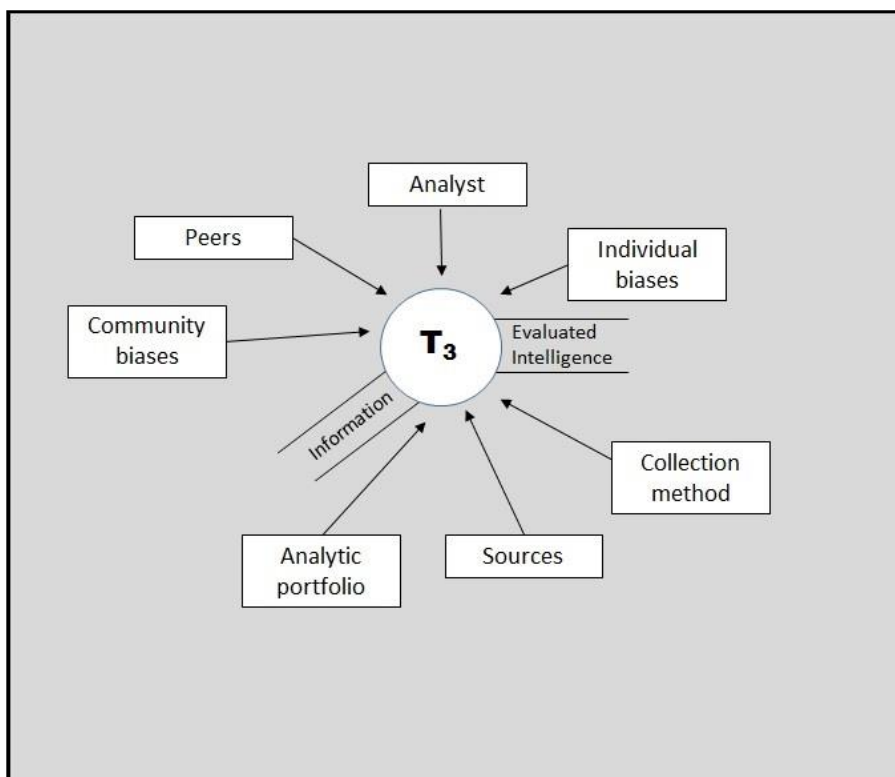 Analyst
Peers
Individual
biases
Community
biases
T₃
Evaluated
Intelligence
Information
Collection
method
Analytic
portfolio
Sources